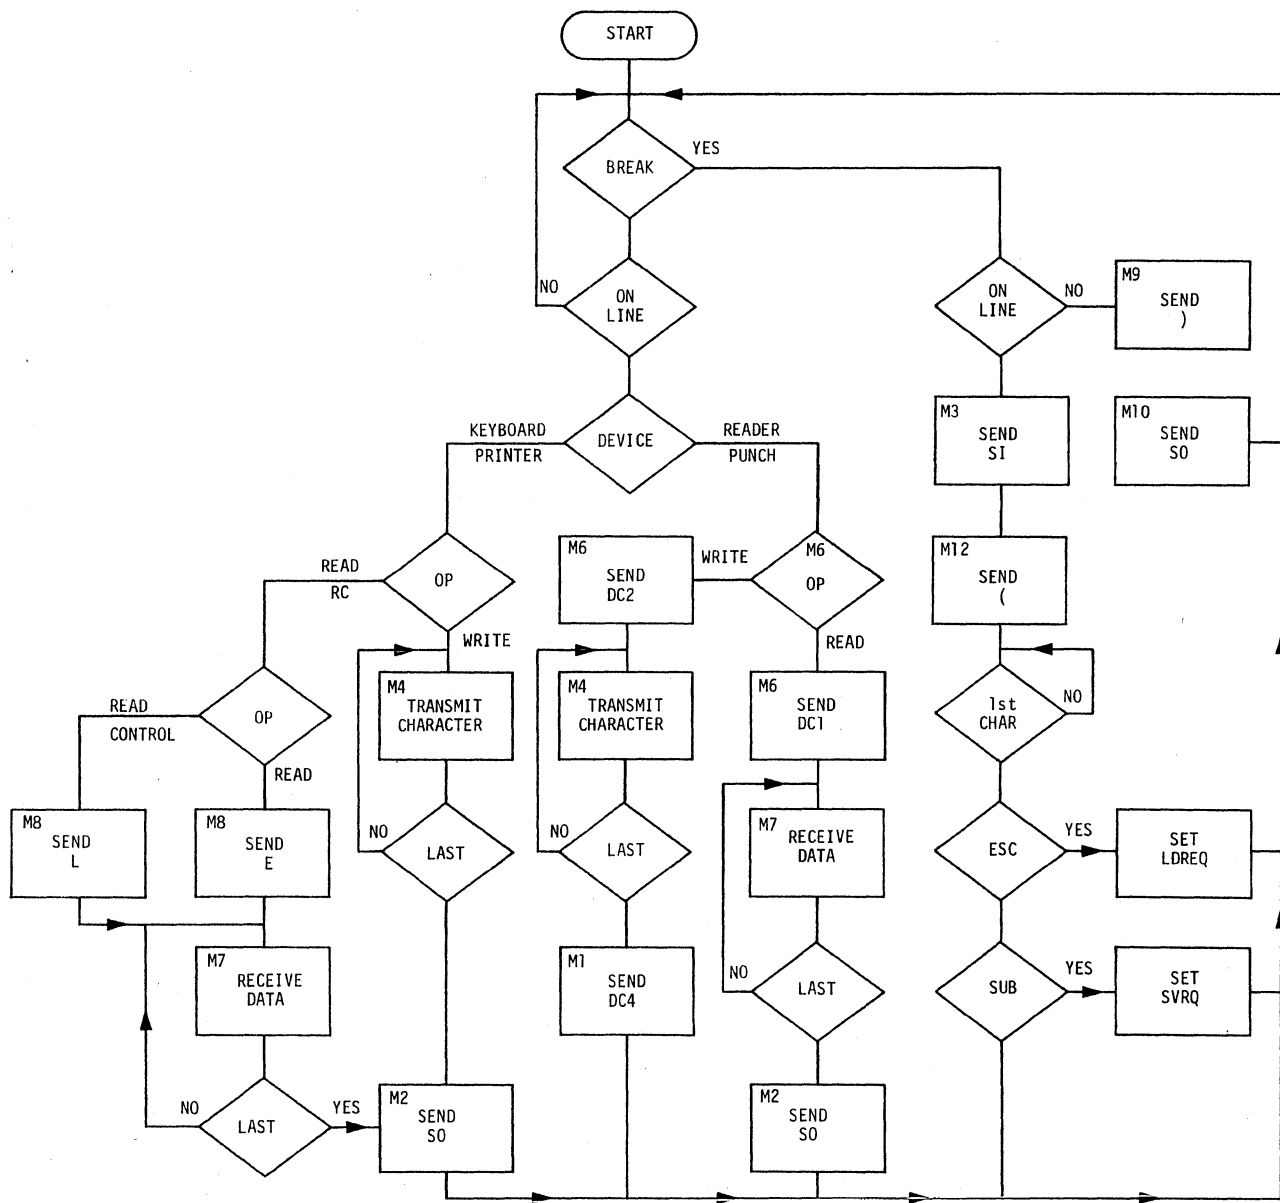 START
BREAK
YES
NO
ON
LINE
ON
LINE
NO
M9
SEND
)
KEYBOARD
PRINTER
DEVICE
READER
PUNCH
M3
SEND
SI
M10
SEND
SO
READ
RC
OP
WRITE
M6
SEND
DC2
WRITE
M6
OP
READ
M12
SEND
(
READ
CONTROL
OP
READ
M4
TRANSMIT
CHARACTER
M4
TRANSMIT
CHARACTER
M6
SEND
DC1
1st
CHAR
NO
M8
SEND
L
M8
SEND
E
NO
LAST
NO
LAST
M7
RECEIVE
DATA
ESC
YES
SET
LDREQ
M7
RECEIVE
DATA
M1
SEND
DC4
NO
LAST
SUB
YES
SET
SVRQ
NO
LAST
YES
M2
SEND
SO
M2
SEND
SO